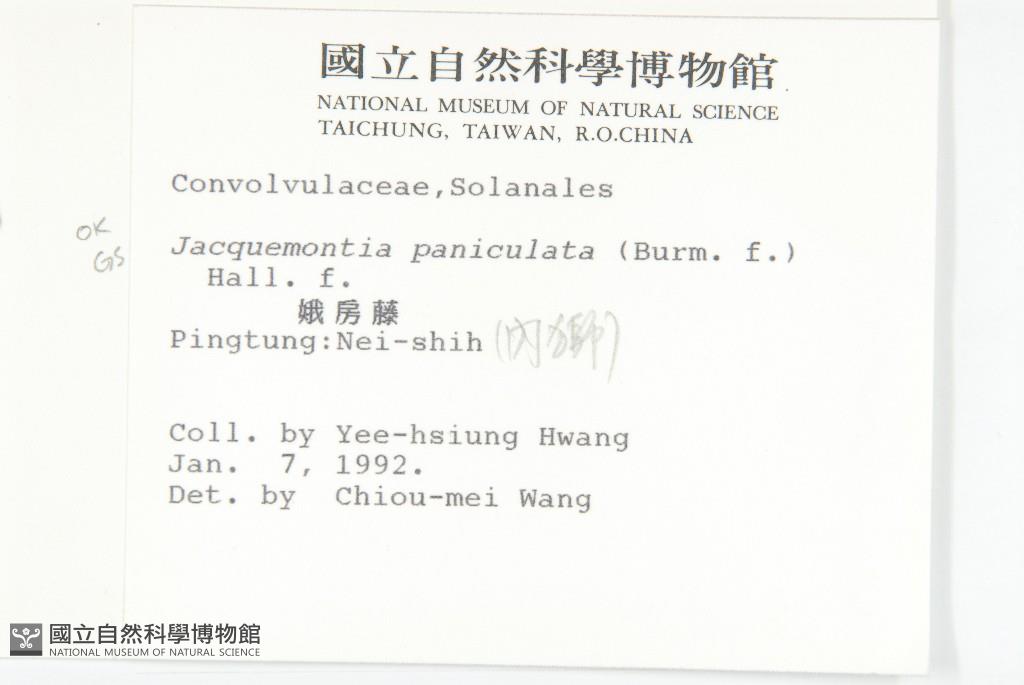 國立自然科學博物館
NATIONAL MUSEUM OF NATURAL SCIENCE
TAICHUNG, TAIWAN, R.O.CHINA
Convolvulaceae,Solanales
OK
GS
Jacquemontia paniculata (Burm. f.)
Hall. f.
娥房藤
Pingtung:Nei-shih (內獅)
Coll. by Yee-hsiung Hwang
Jan. 7, 1992.
Det. by Chiou-mei Wang
國立自然科學博物館
NATIONAL MUSEUM OF NATURAL SCIENCE